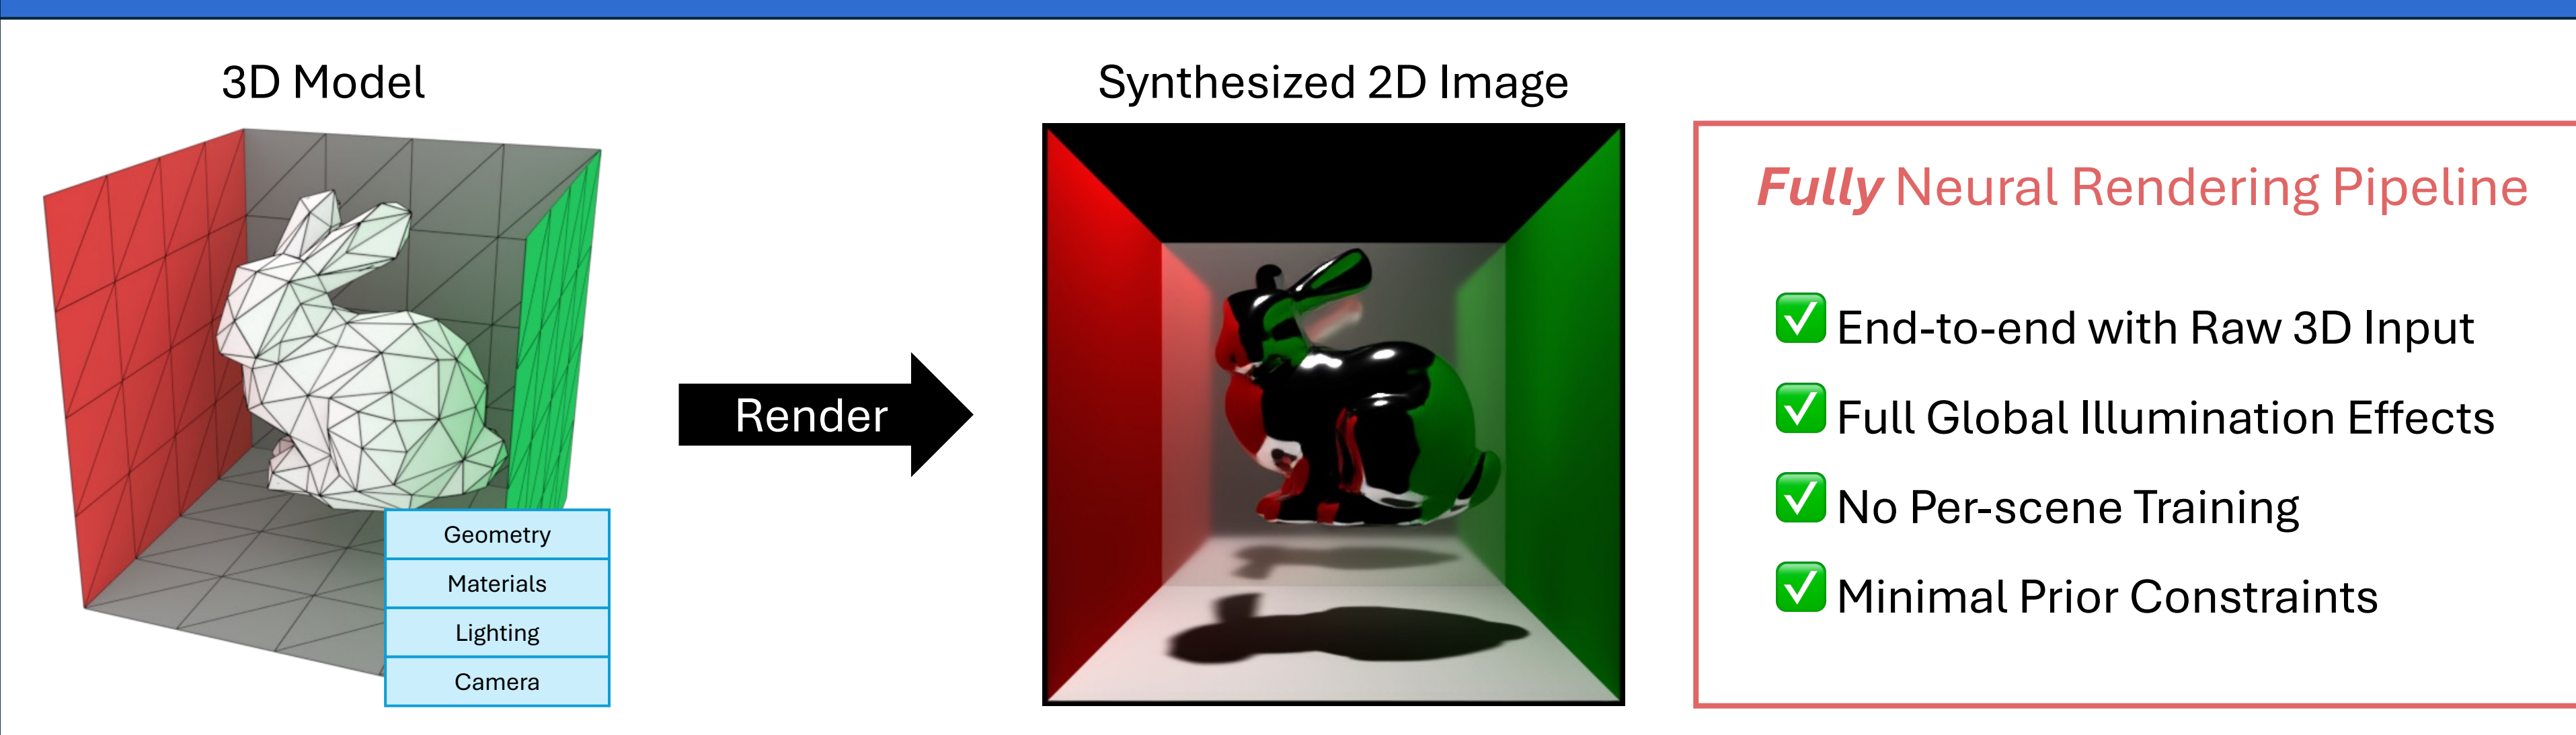 3D Model
Geometry
Materials
Lighting
Camera
Render
Synthesized 2D Image
Fully Neural Rendering Pipeline
✅ End-to-end with Raw 3D Input
✅ Full Global Illumination Effects
✅ No Per-scene Training
✅ Minimal Prior Constraints